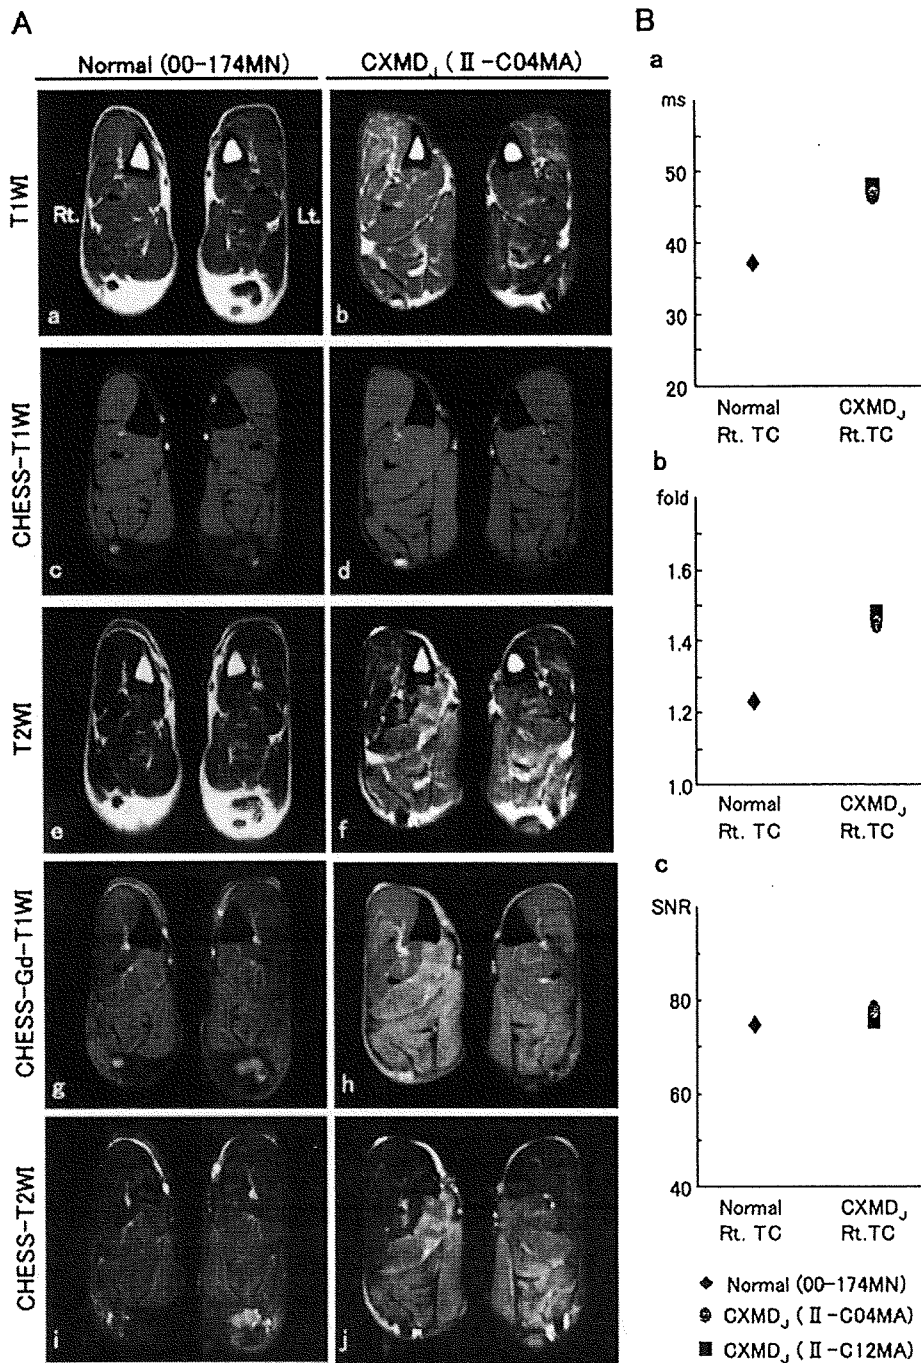 A
Normal (00-174MN)
CXMDJ (II-C04MA)
T1WI
Rt.
Lt.
a
b
CHESS-T1WI
c
d
T2WI
e
f
CHESS-Gd-T1WI
g
h
CHESS-T2WI
i
j
B
a
ms
50
40
30
20
Normal
Rt. TC
CXMDJ
Rt.TC
b
fold
1.6
1.4
1.2
1.0
Normal
Rt. TC
CXMDJ
Rt.TC
c
SNR
80
60
40
Normal
Rt. TC
CXMDJ
Rt.TC
Normal (00-174MN)
CXMDJ (II-C04MA)
CXMDJ (II-C12MA)